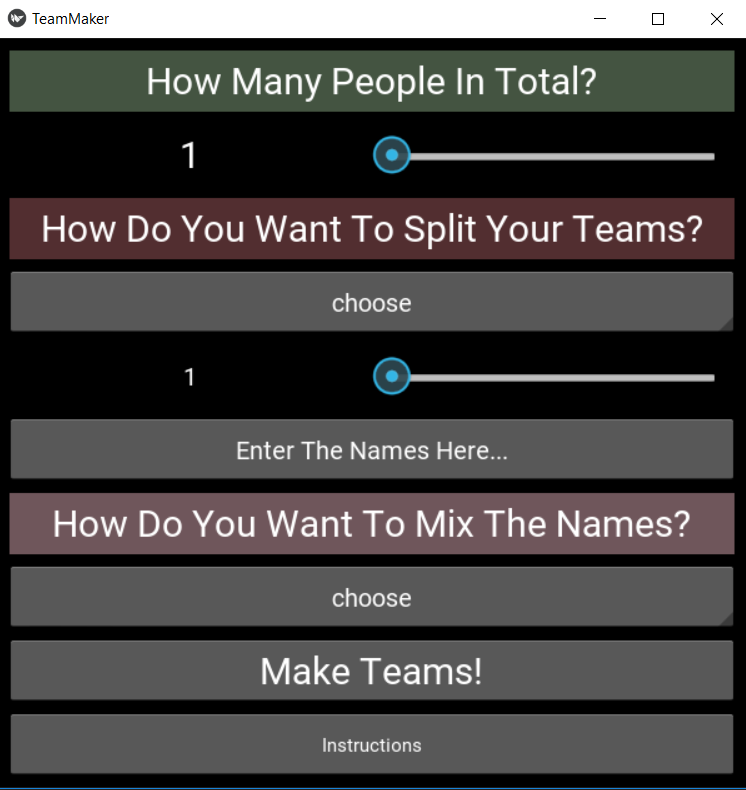 TeamMaker
How Many People In Total?
1
How Do You Want To Split Your Teams?
choose
1
Enter The Names Here...
How Do You Want To Mix The Names?
choose
Make Teams!
Instructions